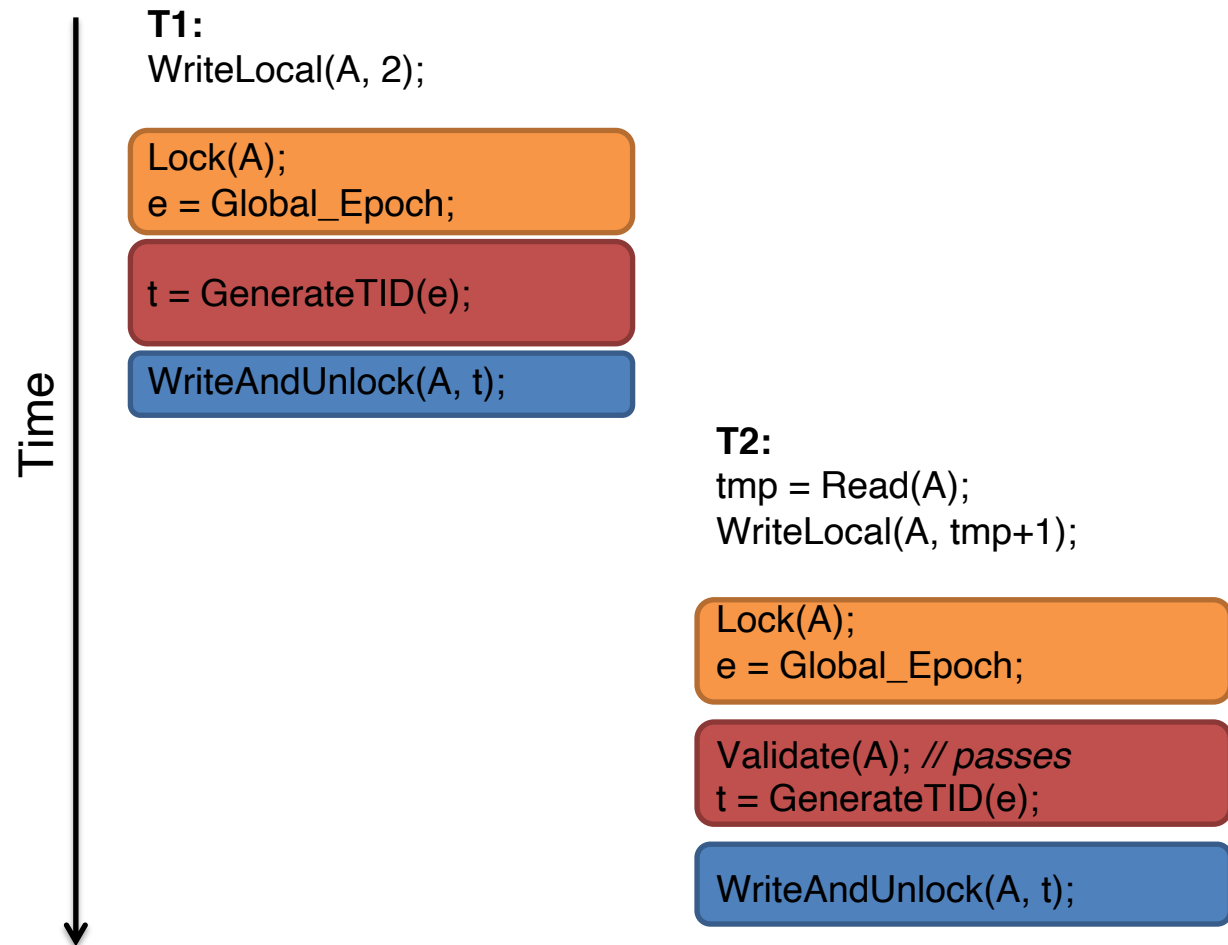 Time
T1:
WriteLocal(A, 2);
Lock(A);
e = Global_Epoch;
t = GenerateTID(e);
WriteAndUnlock(A, t);
T2:
tmp = Read(A);
WriteLocal(A, tmp+1);
Lock(A);
e = Global_Epoch;
Validate(A); // passes
t = GenerateTID(e);
WriteAndUnlock(A, t);